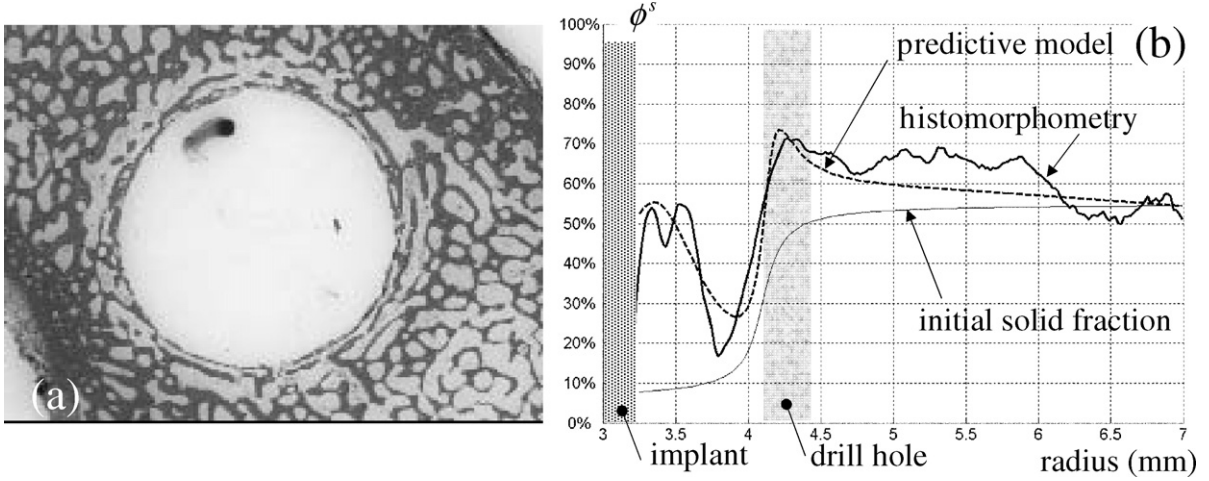 (a)
ϕˢ
(b)
100%
90%
80%
70%
60%
50%
40%
30%
20%
10%
0%
predictive model
histomorphometry
initial solid fraction
3
3.5
4
4.5
5
5.5
6
6.5
7
implant
drill hole
radius (mm)